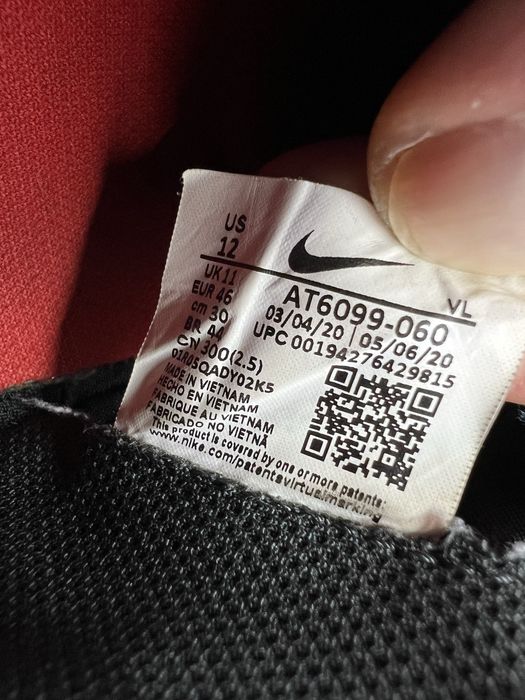 US
12
UK 11
EUR 46
cm 30
BR 44
CN 300(2.5)
01R0SQADY02K5
MADE IN VIETNAM
HECHO EN VIETNAM
FABRIQUE AU VIETNAM
FABRICADO NO VIETNÃ
This product is covered by one or more patents:
www.nike.com/patentsvirtualmarking
AT6099-060
VL
03/04/20 | 05/06/20
UPC 00194276429815